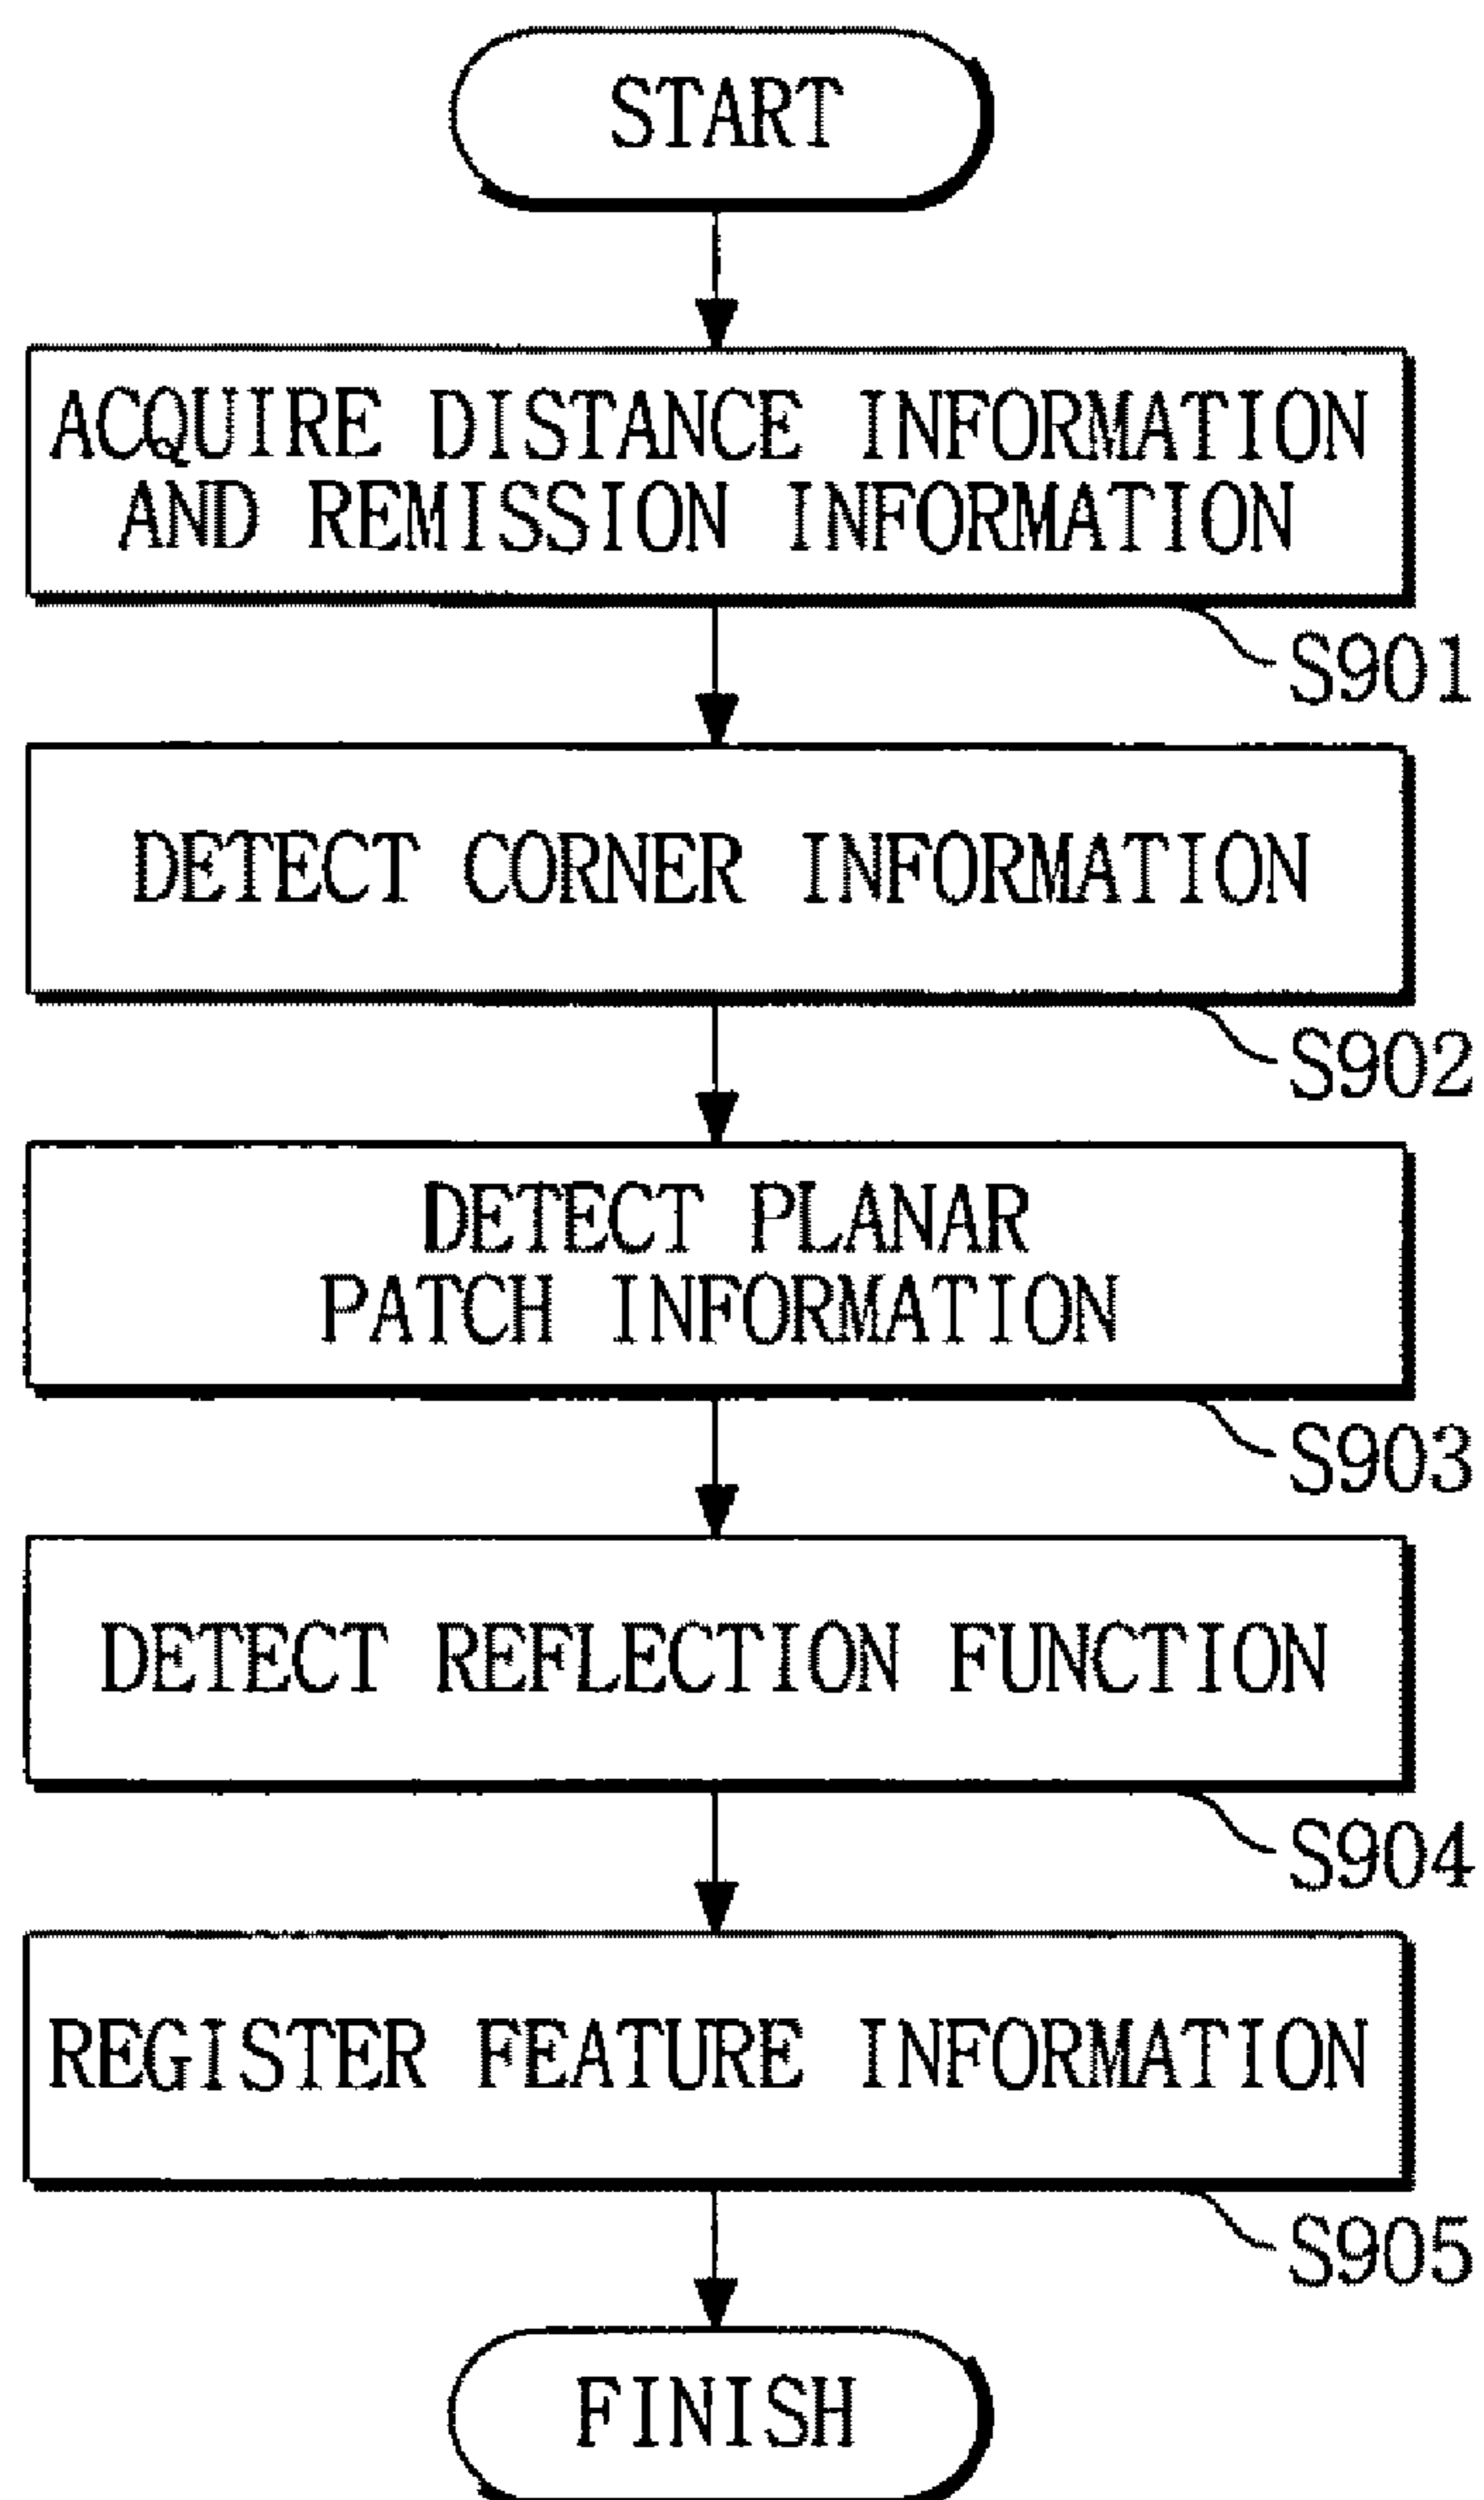 START
ACQUIRE DISTANCE INFORMATION
AND REMISSION INFORMATION
S901
DETECT CORNER INFORMATION
S902
DETECT PLANAR
PATCH INFORMATION
S903
DETECT REFLECTION FUNCTION
S904
REGISTER FEATURE INFORMATION
S905
FINISH